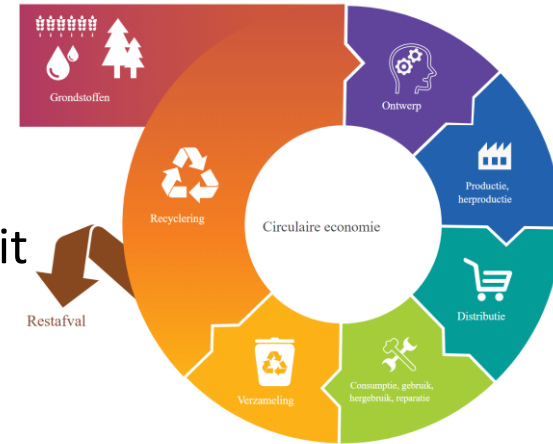 Grondstoffen
Ontwerp
Productie,
herproductie
Recyclering
Circulaire economie
it
Restafval
Distributie
Consumptie, gebruik,
hergebruik, reparatie
Verzameling